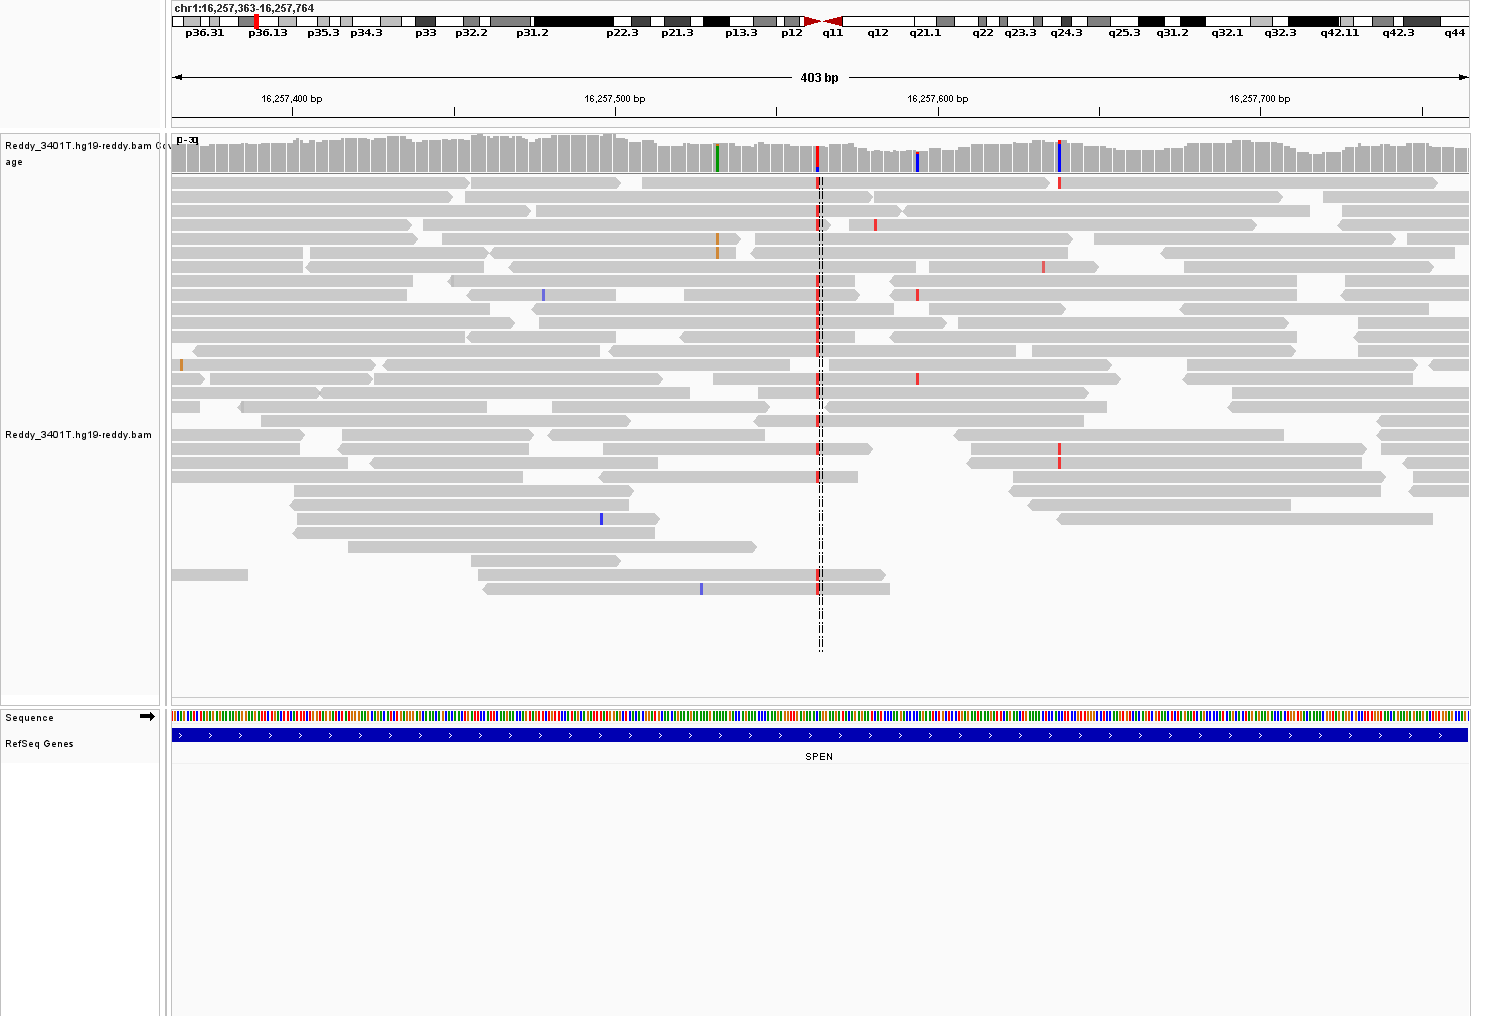 chr1:16,257,363-16,257,764
p36.31 p36.13 p35.3 p34.3 p33 p32.2 p31.2 p22.3 p21.3 p13.3 p12 q11 q12 q21.1 q22 q23.3 q24.3 q25.3 q31.2 q32.1 q32.3 q42.11 q42.3 q44
403 bp
16,257,400 bp 16,257,500 bp 16,257,600 bp 16,257,700 bp
Reddy_3401T.hg19-reddy.bam Cov
age
Reddy_3401T.hg19-reddy.bam
Sequence
RefSeq Genes
SPEN